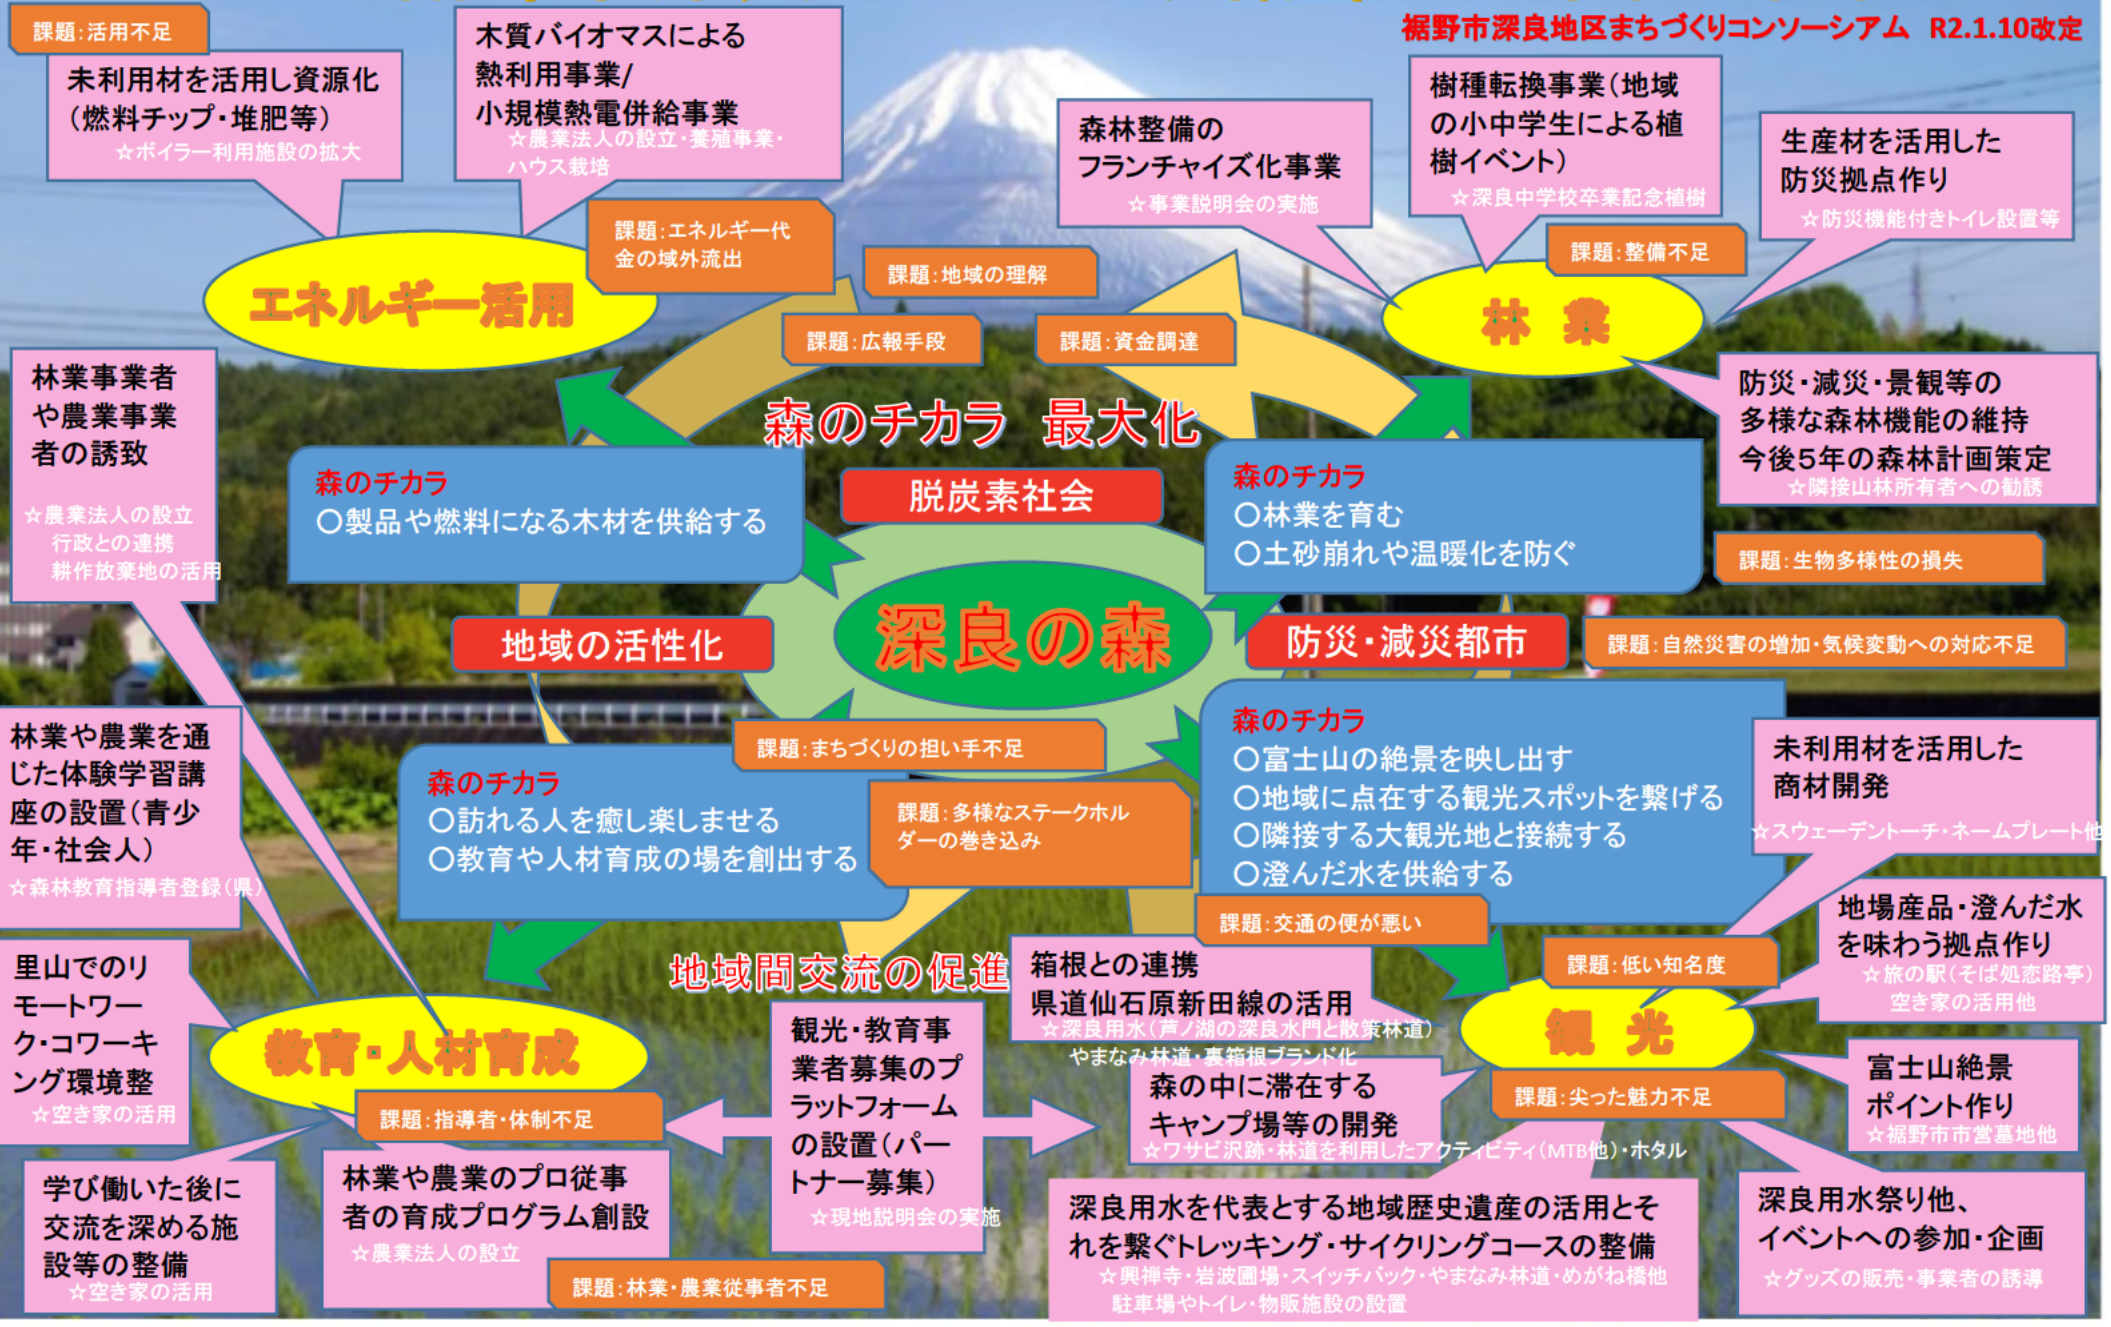 裾野市深良地区まちづくりコンソーシアム R2.1.10改定
課題：活用不足
未利用材を活用し資源化
（燃料チップ・堆肥等）
☆ボイラー利用施設の拡大
木質バイオマスによる
熱利用事業/
小規模熱電併給事業
☆農業法人の設立・養殖事業・
ハウス栽培
課題：エネルギー代
金の域外流出
エネルギー活用
森林整備の
フランチャイズ化事業
☆事業説明会の実施
樹種転換事業（地域
の小中学生による植
樹イベント）
☆深良中学校卒業記念植樹
生産材を活用した
防災拠点作り
☆防災機能付きトイレ設置等
課題：整備不足
林 業
課題：地域の理解
課題：広報手段
課題：資金調達
防災・減災・景観等の
多様な森林機能の維持
今後５年の森林計画策定
☆隣接山林所有者への勧誘
林業事業者
や農業事業
者の誘致
☆農業法人の設立
行政との連携
耕作放棄地の活用
森のチカラ 最大化
森のチカラ
〇製品や燃料になる木材を供給する
脱炭素社会
森のチカラ
〇林業を育む
〇土砂崩れや温暖化を防ぐ
課題：生物多様性の損失
地域の活性化
深良の森
防災・減災都市
課題：自然災害の増加・気候変動への対応不足
林業や農業を通
じた体験学習講
座の設置（青少
年・社会人）
☆森林教育指導者登録（県）
森のチカラ
〇訪れる人を癒し楽しませる
〇教育や人材育成の場を創出する
課題：まちづくりの担い手不足
課題：多様なステークホル
ダーの巻き込み
森のチカラ
〇富士山の絶景を映し出す
〇地域に点在する観光スポットを繋げる
〇隣接する大観光地と接続する
〇澄んだ水を供給する
課題：交通の便が悪い
未利用材を活用した
商材開発
☆スウェーデントーチ・ネームプレート他
地場産品・澄んだ水
を味わう拠点作り
☆旅の駅（そば処恋路亭）
空き家の活用他
課題：低い知名度
里山でのリ
モートワー
ク・コワーキ
ング環境整
☆空き家の活用
教育・人材育成
課題：指導者・体制不足
地域間交流の促進
箱根との連携
県道仙石原新田線の活用
☆深良用水（芦ノ湖の深良水門と散策林道）
やまなみ林道・裏箱根ブランド化
観 光
課題：尖った魅力不足
富士山絶景
ポイント作り
☆裾野市市営墓地他
観光・教育事
業者募集のプ
ラットフォーム
の設置（パー
トナー募集）
☆現地説明会の実施
森の中に滞在する
キャンプ場等の開発
☆ワサビ沢跡・林道を利用したアクティビティ（MTB他）・ホタル
学び働いた後に
交流を深める施
設等の整備
☆空き家の活用
林業や農業のプロ従事
者の育成プログラム創設
☆農業法人の設立
課題：林業・農業従事者不足
深良用水を代表とする地域歴史遺産の活用とそ
れを繋ぐトレッキング・サイクリングコースの整備
☆興禅寺・岩波圃場・スイッチバック・やまなみ林道・めがね橋他
駐車場やトイレ・物販施設の設置
深良用水祭り他、
イベントへの参加・企画
☆グッズの販売・事業者の誘導